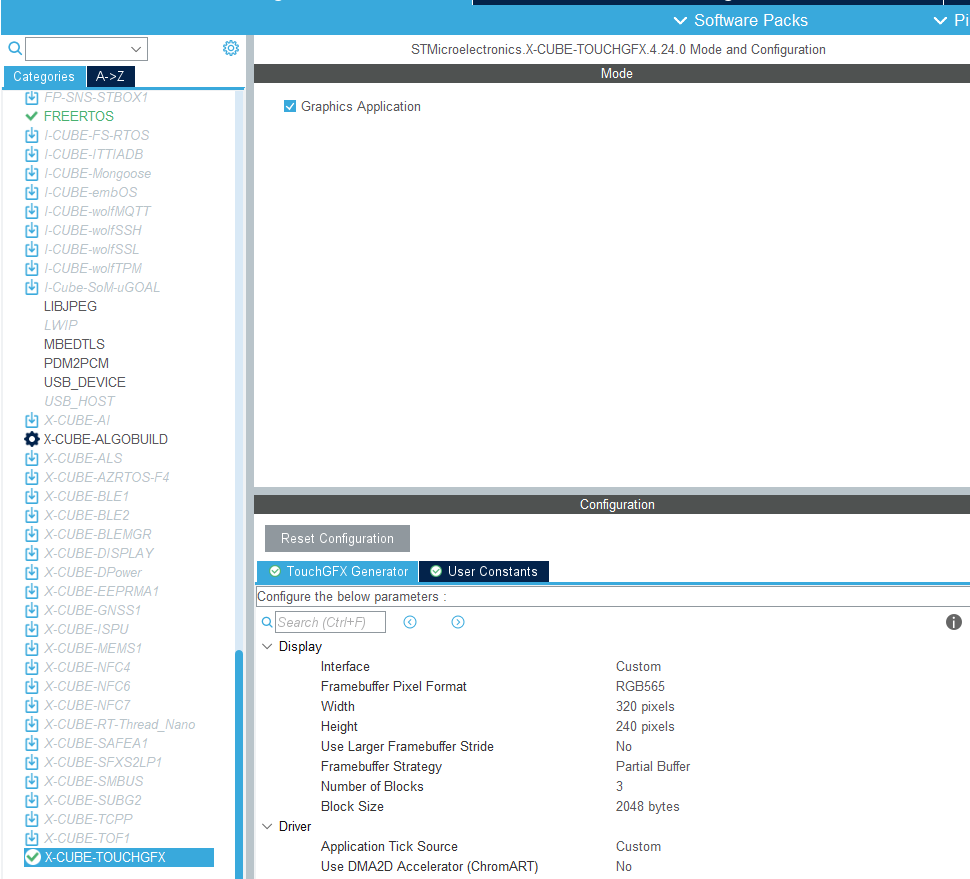 Software Packs
Pi
STMicroelectronics.X-CUBE-TOUCHGFX.4.24.0 Mode and Configuration
Categories
A->Z
Mode
Graphics Application
FP-SNS-STBOX1
FREERTOS
I-CUBE-FS-RTOS
I-CUBE-ITTIADB
I-CUBE-Mongoose
I-CUBE-embOS
I-CUBE-wolfMQTT
I-CUBE-wolfSSH
I-CUBE-wolfSSL
I-CUBE-wolfTPM
I-Cube-SoM-uGOAL
LIBJPEG
LWIP
MBEDTLS
PDM2PCM
USB_DEVICE
USB_HOST
X-CUBE-AI
X-CUBE-ALGOBUILD
X-CUBE-ALS
X-CUBE-AZRTOS-F4
X-CUBE-BLE1
X-CUBE-BLE2
X-CUBE-BLEMGR
X-CUBE-DISPLAY
X-CUBE-DPower
X-CUBE-EEPRMA1
X-CUBE-GNSS1
X-CUBE-ISPU
X-CUBE-MEMS1
X-CUBE-NFC4
X-CUBE-NFC6
X-CUBE-NFC7
X-CUBE-RT-Thread_Nano
X-CUBE-SAFEA1
X-CUBE-SFXS2LP1
X-CUBE-SMBUS
X-CUBE-SUBG2
X-CUBE-TCPP
X-CUBE-TOF1
X-CUBE-TOUCHGFX
Configuration
Reset Configuration
TouchGFX Generator
User Constants
Configure the below parameters :
Search (Ctrl+F)
Display
Interface Custom
Framebuffer Pixel Format RGB565
Width 320 pixels
Height 240 pixels
Use Larger Framebuffer Stride No
Framebuffer Strategy Partial Buffer
Number of Blocks 3
Block Size 2048 bytes
Driver
Application Tick Source Custom
Use DMA2D Accelerator (ChromART) No